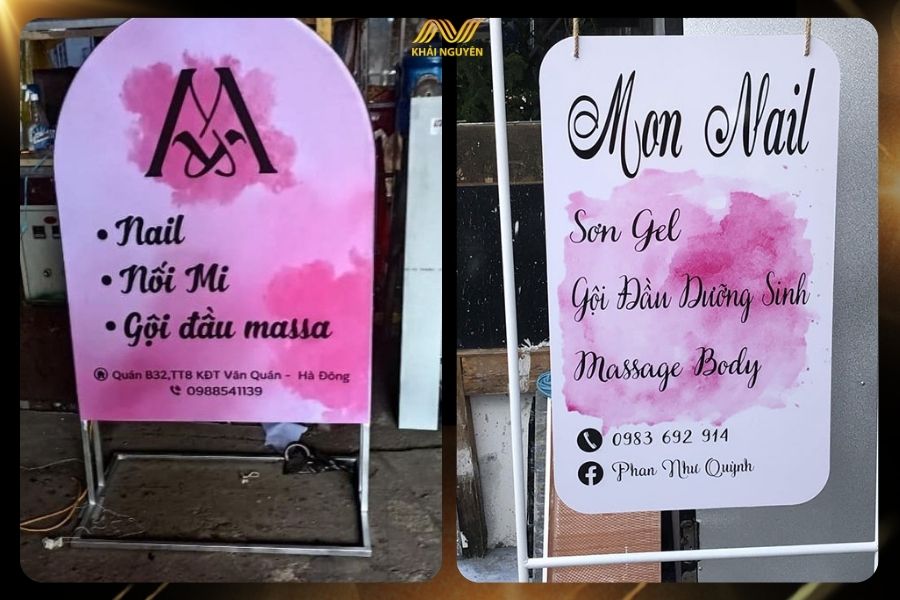 KHẢI NGUYÊN
• Nail
• Nối Mi
• Gội đầu massa
Quán B32,TT8 KĐT Văn Quán - Hà Đông
0988541139
Mon Nail
Sơn Gel
Gội Đầu Dưỡng Sinh
Massage Body
0983 692 914
Phan Như Quỳnh